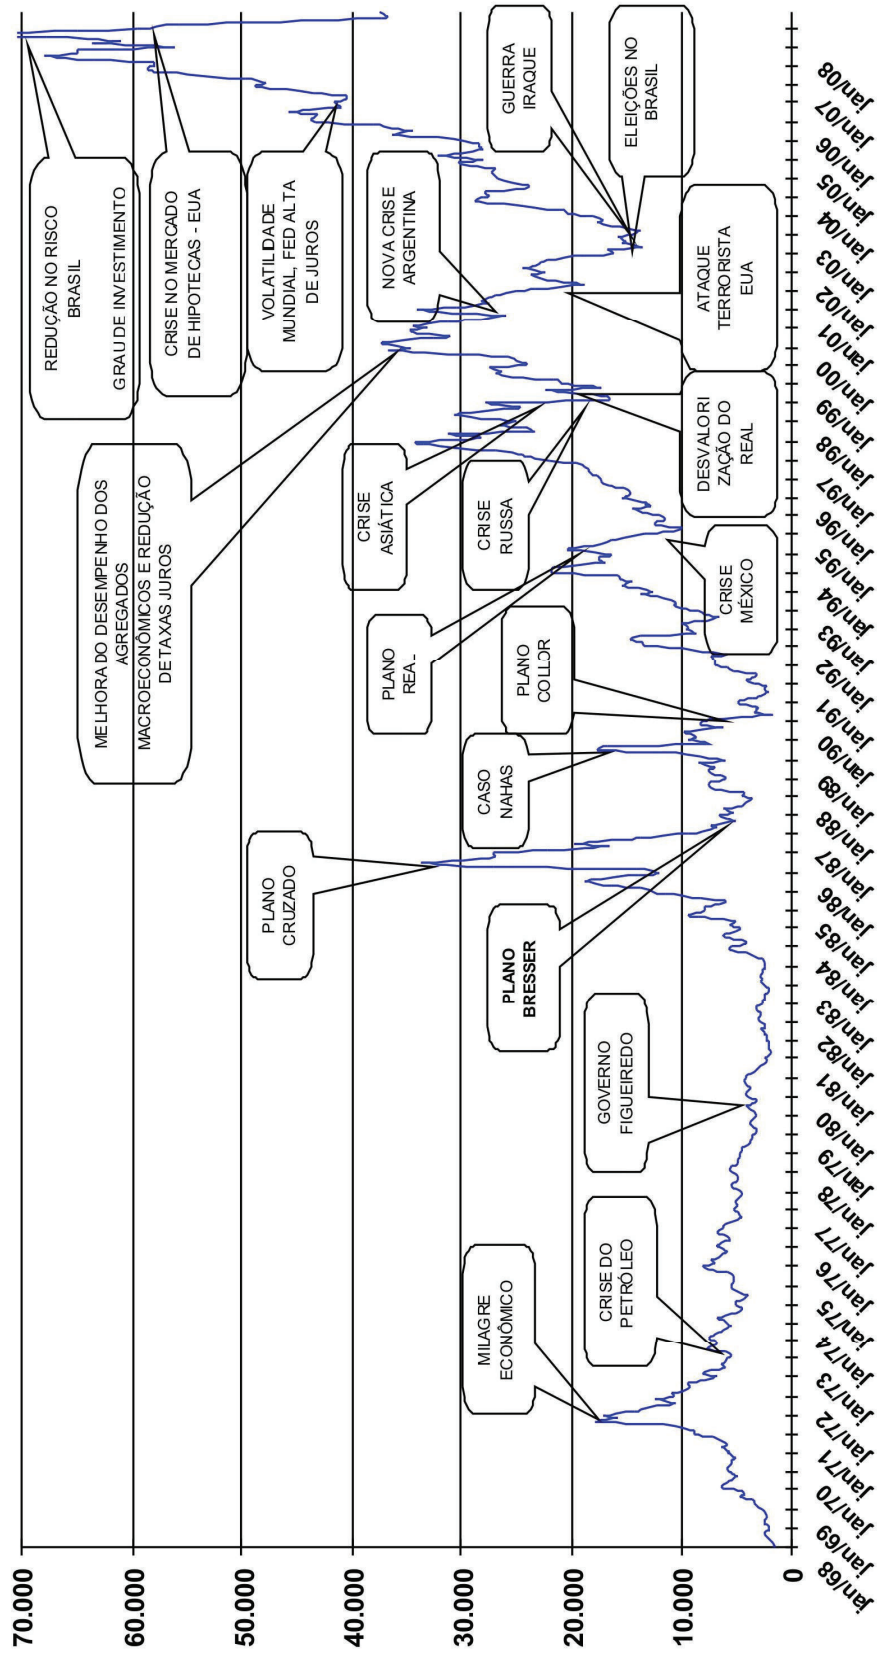 70.000
60.000
50.000
40.000
30.000
20.000
10.000
0
jan/68
jan/69
jan/70
jan/71
jan/72
jan/73
jan/74
jan/75
jan/76
jan/77
jan/78
jan/79
jan/80
jan/81
jan/82
jan/83
jan/84
jan/85
jan/86
jan/87
jan/88
jan/89
jan/90
jan/91
jan/92
jan/93
jan/94
jan/95
jan/96
jan/97
jan/98
jan/99
jan/00
jan/01
jan/02
jan/03
jan/04
jan/05
jan/06
jan/07
jan/08
MILAGRE
ECONÔMICO
CRISE DO
PETRÓLEO
GOVERNO
FIGUEIREDO
PLANO
CRUZADO
PLANO
BRESSER
CASO
NAHAS
PLANO
COLLOR
PLANO
REA_
CRISE
MÉXICO
CRISE
ASIÁTICA
CRISE
RUSSA
DESVALORI
ZAÇÃO DO
REAL
MELHORA DO DESEMPENHO DOS
AGREGADOS
MACROECONÔMICOS E REDUÇÃO
DE TAXAS JUROS
NOVA CRISE
ARGENTINA
ATAQUE
TERRORISTA
EUA
GUERRA
IRAQUE
ELEIÇÕES NO
BRASIL
VOLATILIDADE
MUNDIAL, FED ALTA
DE JUROS
CRISE NO MERCADO
DE HIPOTECAS - EUA
REDUÇÃO NO RISCO
BRASIL
GRAU DE INVESTIMENTO